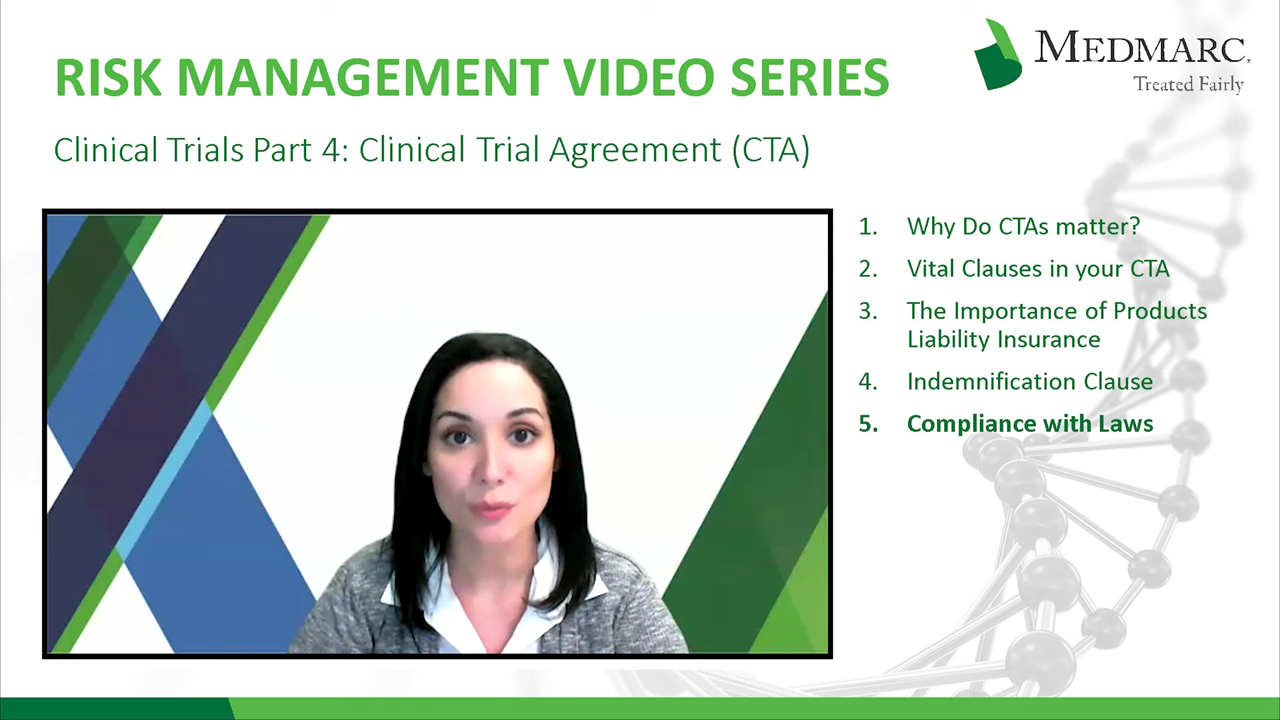 RISK MANAGEMENT VIDEO SERIES
MEDMARC
Treated Fairly
Clinical Trials Part 4: Clinical Trial Agreement (CTA)
1. Why Do CTAs matter?
2. Vital Clauses in your CTA
3. The Importance of Products
Liability Insurance
4. Indemnification Clause
5. Compliance with Laws